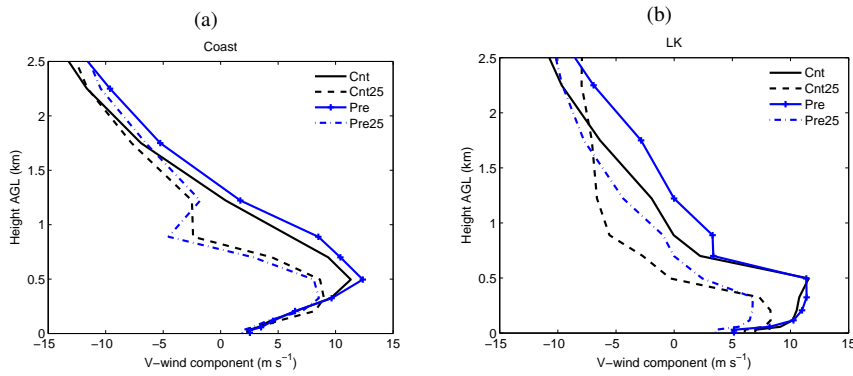 (a)
Coast
2.5
2
1.5
1
0.5
0
Height AGL (km)
Cnt
Cnt25
Pre
Pre25
−15 −10 −5 0 5 10 15
V−wind component (m s⁻¹)
(b)
LK
2.5
2
1.5
1
0.5
0
Height AGL (km)
Cnt
Cnt25
Pre
Pre25
−15 −10 −5 0 5 10 15
V−wind component (m s⁻¹)